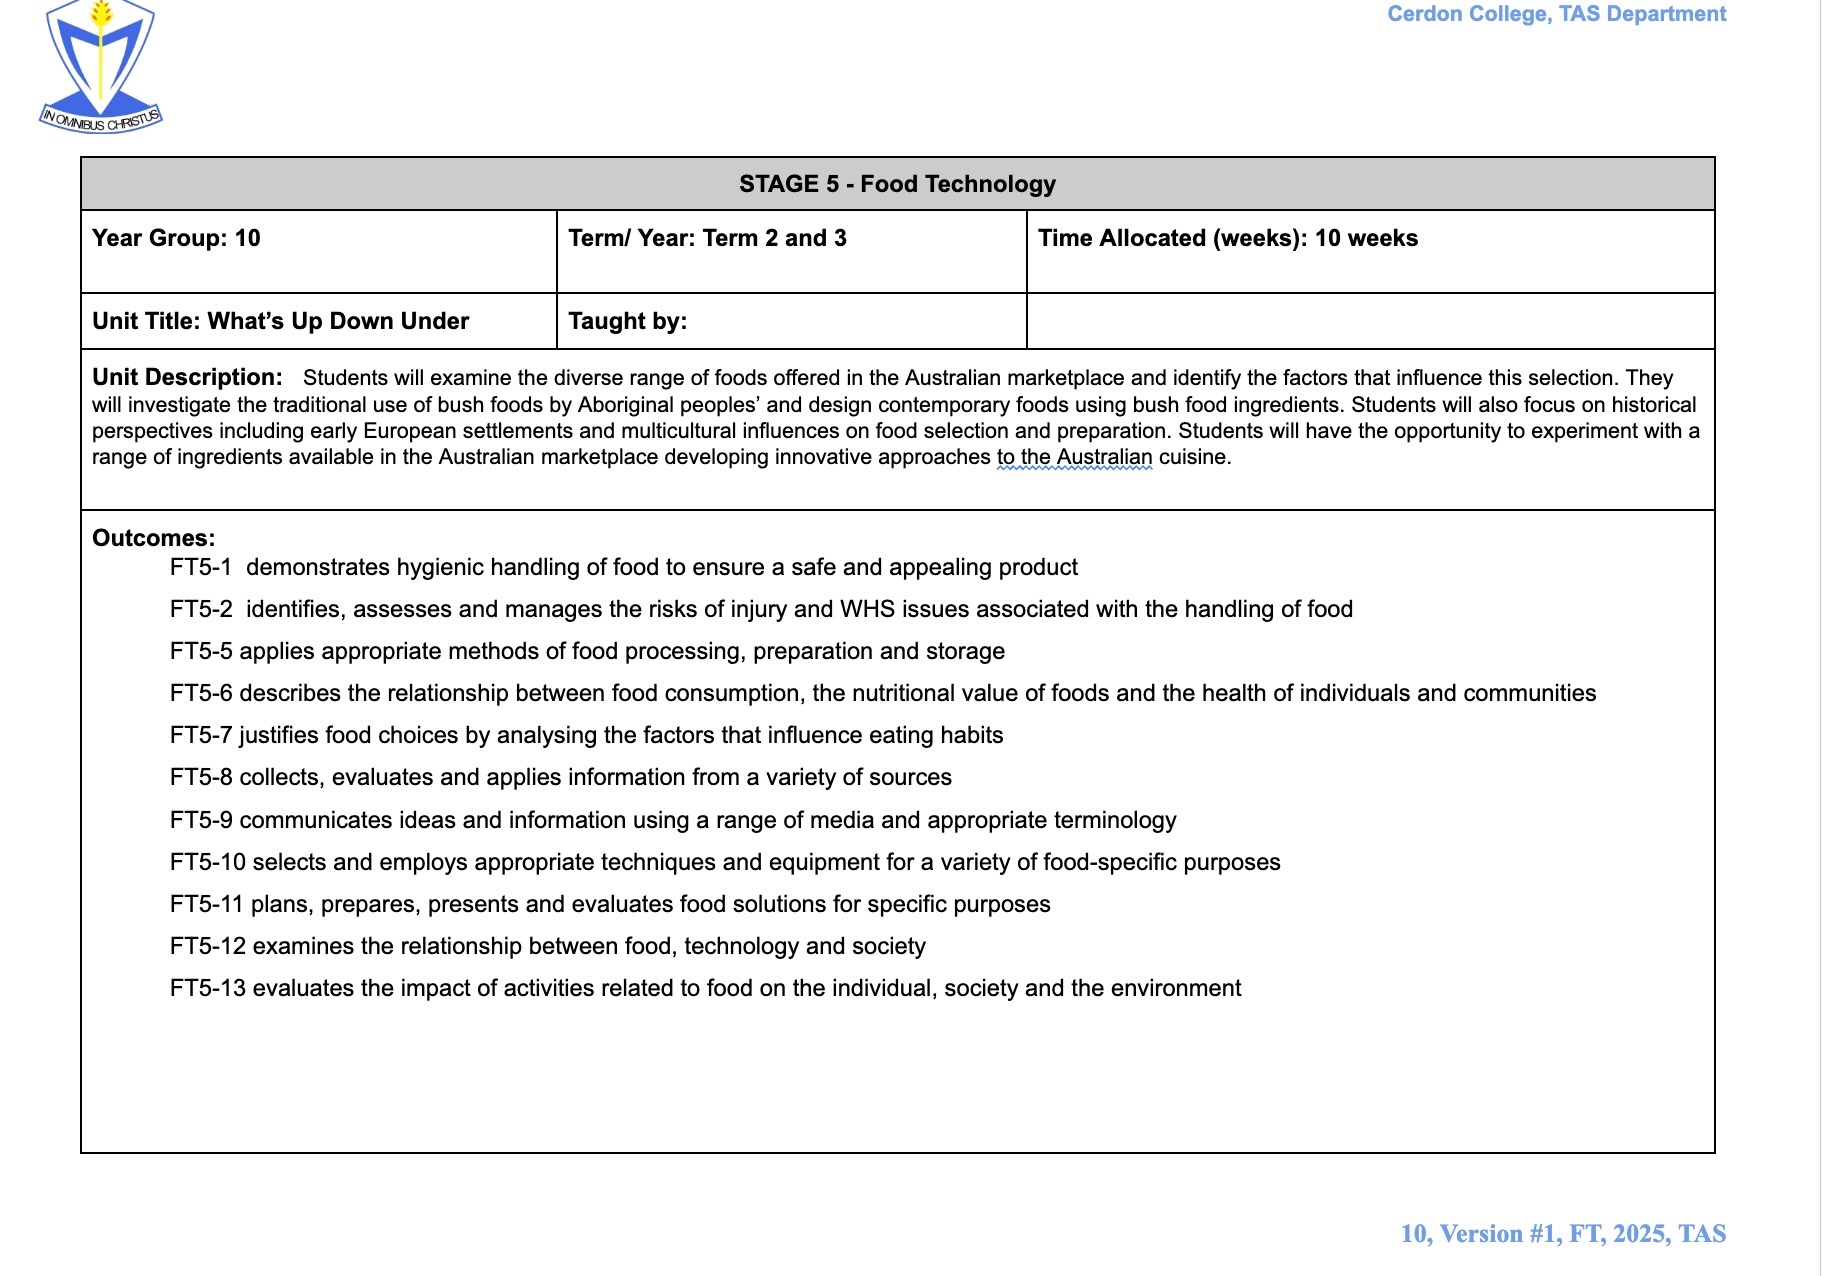 Cerdon College, TAS Department
IN OMNIBUS CHRISTUS
STAGE 5 - Food Technology
Year Group: 10
Term/ Year: Term 2 and 3
Time Allocated (weeks): 10 weeks
Unit Title: What’s Up Down Under
Taught by:
Unit Description: Students will examine the diverse range of foods offered in the Australian marketplace and identify the factors that influence this selection. They
will investigate the traditional use of bush foods by Aboriginal peoples’ and design contemporary foods using bush food ingredients. Students will also focus on historical
perspectives including early European settlements and multicultural influences on food selection and preparation. Students will have the opportunity to experiment with a
range of ingredients available in the Australian marketplace developing innovative approaches to the Australian cuisine.
Outcomes:
FT5-1 demonstrates hygienic handling of food to ensure a safe and appealing product
FT5-2 identifies, assesses and manages the risks of injury and WHS issues associated with the handling of food
FT5-5 applies appropriate methods of food processing, preparation and storage
FT5-6 describes the relationship between food consumption, the nutritional value of foods and the health of individuals and communities
FT5-7 justifies food choices by analysing the factors that influence eating habits
FT5-8 collects, evaluates and applies information from a variety of sources
FT5-9 communicates ideas and information using a range of media and appropriate terminology
FT5-10 selects and employs appropriate techniques and equipment for a variety of food-specific purposes
FT5-11 plans, prepares, presents and evaluates food solutions for specific purposes
FT5-12 examines the relationship between food, technology and society
FT5-13 evaluates the impact of activities related to food on the individual, society and the environment
10, Version #1, FT, 2025, TAS